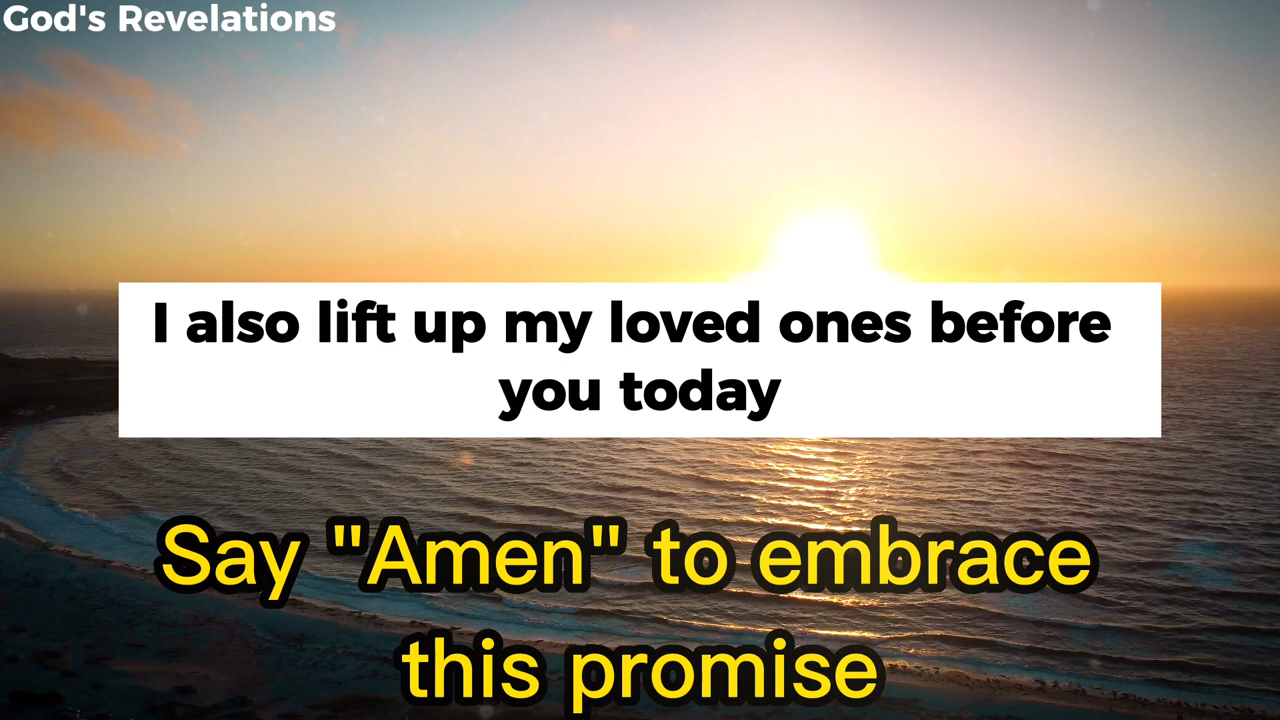 God's Revelations
I also lift up my loved ones before
you today
Say "Amen" to embrace
this promise